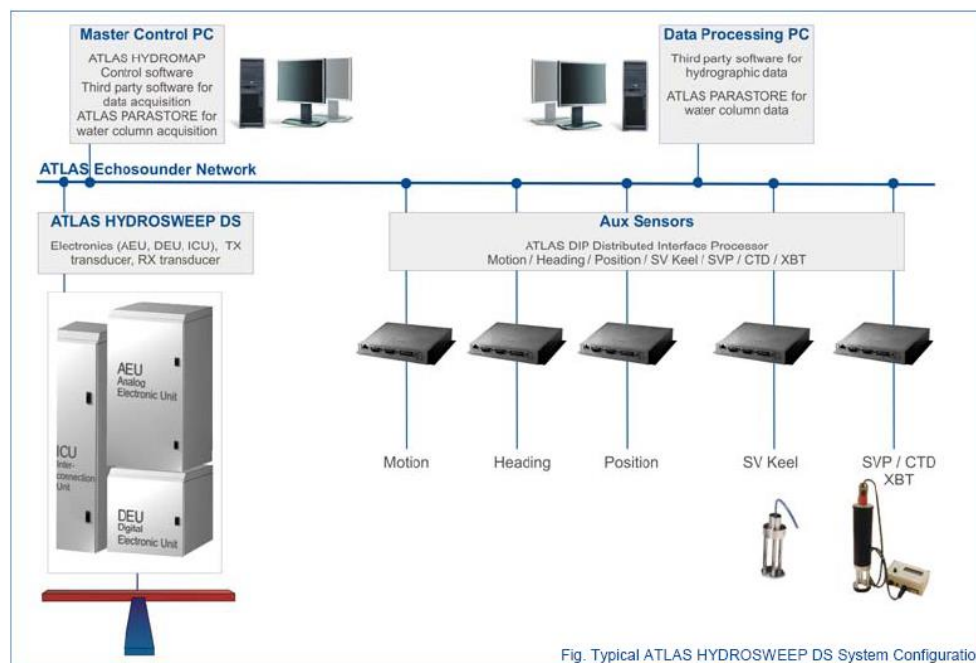 Master Control PC
ATLAS HYDROMAP
Control software
Third party software for
data acquisition
ATLAS PARASTORE for
water column acquisition
Data Processing PC
Third party software for
hydrographic data
ATLAS PARASTORE for
water column data
ATLAS Echosounder Network
ATLAS HYDROSWEEP DS
Electronics (AEU, DEU, ICU), TX
transducer, RX transducer
Aux Sensors
ATLAS DIP Distributed Interface Processor
Motion / Heading / Position / SV Keel / SVP / CTD / XBT
AEU
Analog
Electronic Unit
ICU
Inter-
connection
Unit
DEU
Digital
Electronic Unit
Motion
Heading
Position
SV Keel
SVP / CTD
XBT
Fig. Typical ATLAS HYDROSWEEP DS System Configuratio